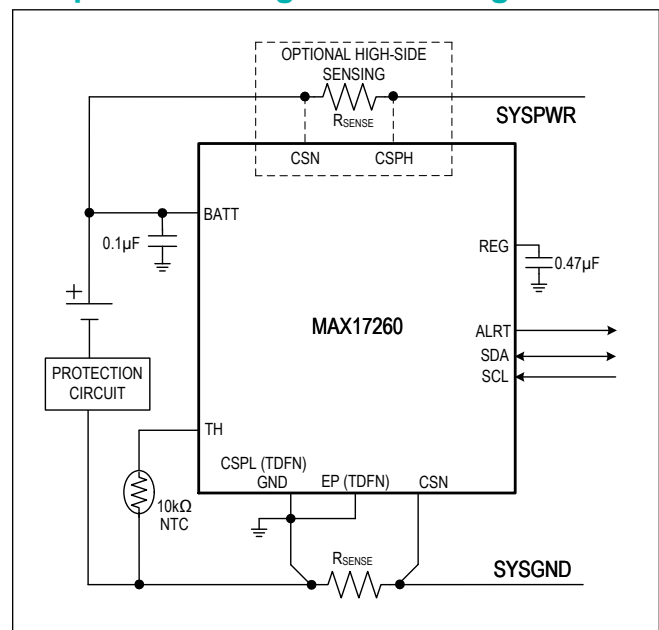 OPTIONAL HIGH-SIDE
SENSING
RSENSE
SYSPWR
CSN
CSPH
BATT
0.1µF
REG
0.47µF
+
MAX17260
ALRT
SDA
SCL
PROTECTION
CIRCUIT
TH
CSPL (TDFN)
GND
EP (TDFN)
CSN
10kΩ
NTC
RSENSE
SYSGND